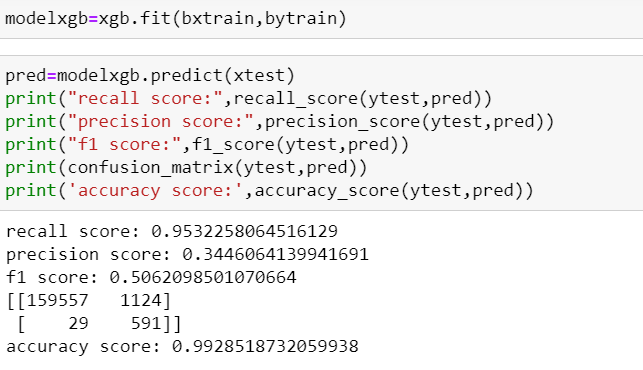 modelxgb=xgb.fit(bxtrain,bytrain)
pred=modelxgb.predict(xtest)
print("recall score:",recall_score(ytest,pred))
print("precision score:",precision_score(ytest,pred))
print("f1 score:",f1_score(ytest,pred))
print(confusion_matrix(ytest,pred))
print('accuracy score:',accuracy_score(ytest,pred))
recall score: 0.9532258064516129
precision score: 0.3446064139941691
f1 score: 0.5062098501070664
[[159557   1124]
 [    29    591]]
accuracy score: 0.9928518732059938